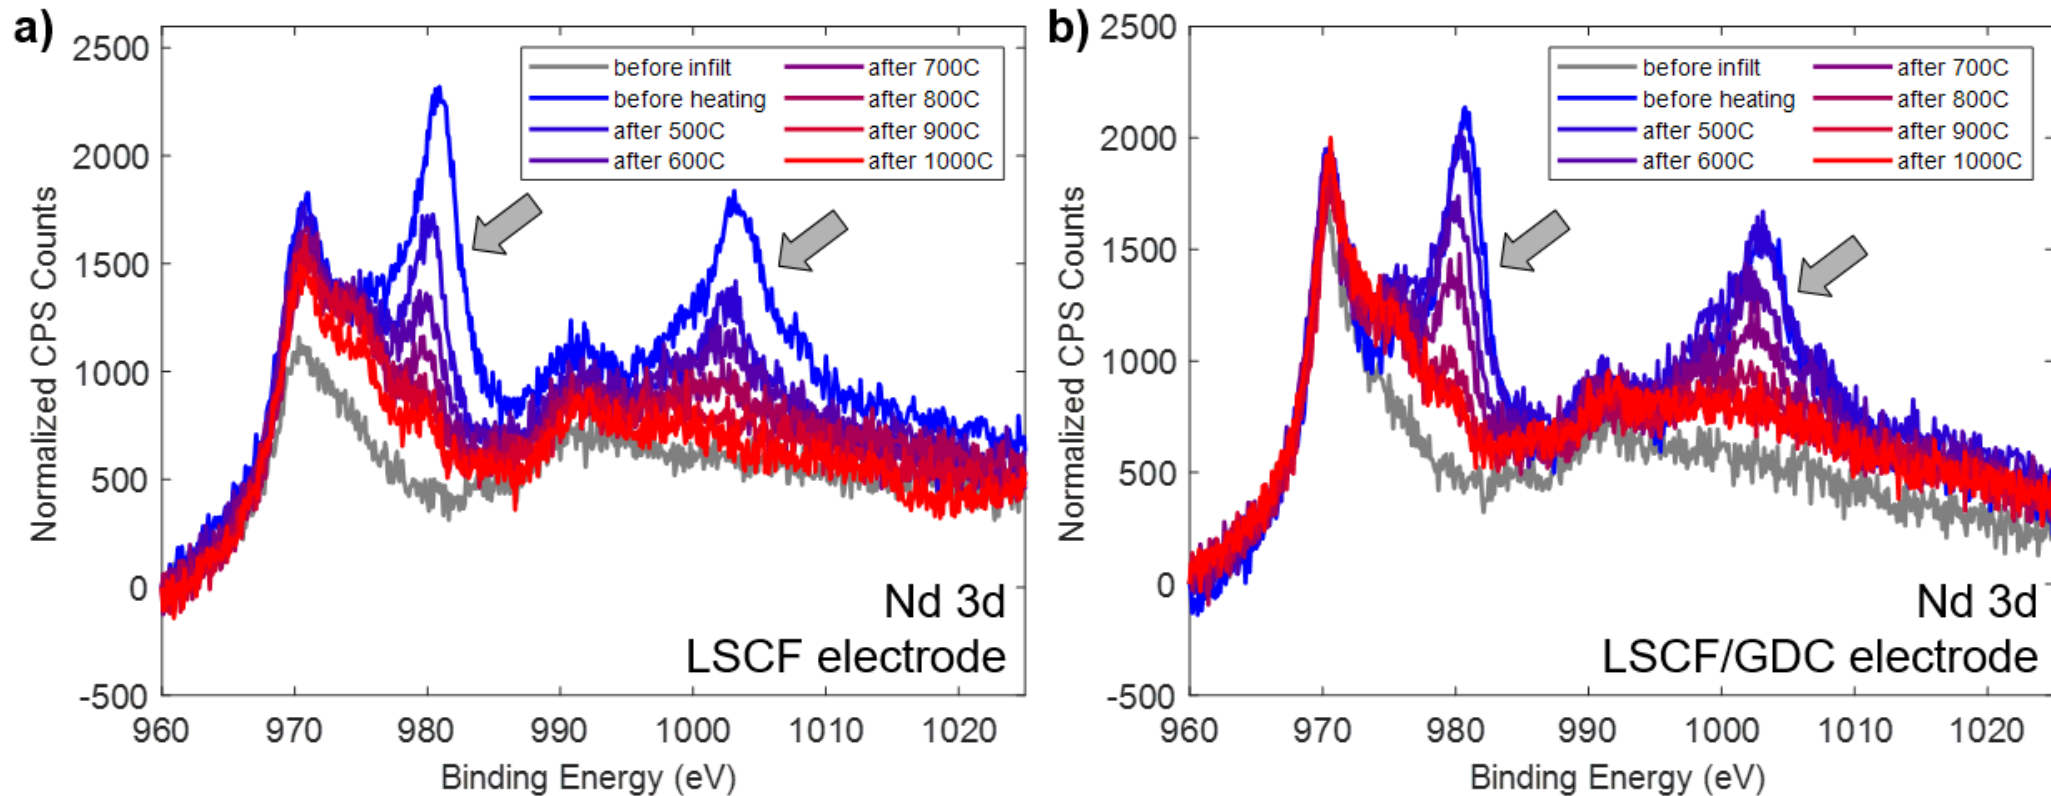 a)
2500
2000
1500
1000
500
0
-500
960 970 980 990 1000 1010 1020
Normalized CPS Counts
Binding Energy (eV)
before infilt after 700C
before heating after 800C
after 500C after 900C
after 600C after 1000C
Nd 3d
LSCF electrode
b)
2500
2000
1500
1000
500
0
-500
960 970 980 990 1000 1010 1020
Normalized CPS Counts
Binding Energy (eV)
before infilt after 700C
before heating after 800C
after 500C after 900C
after 600C after 1000C
Nd 3d
LSCF/GDC electrode